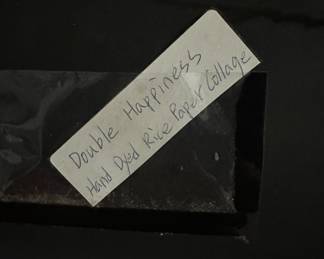 Double Happiness
Hand Dyed Rice Paper Collage